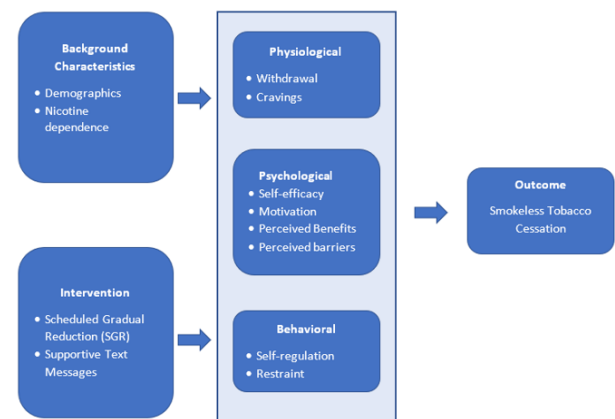 Background
Characteristics
• Demographics
• Nicotine
dependence
Intervention
• Scheduled Gradual
Reduction (SGR)
• Supportive Text
Messages
Physiological
• Withdrawal
• Cravings
Psychological
• Self-efficacy
• Motivation
• Perceived Benefits
• Perceived barriers
Behavioral
• Self-regulation
• Restraint
Outcome
Smokeless Tobacco
Cessation